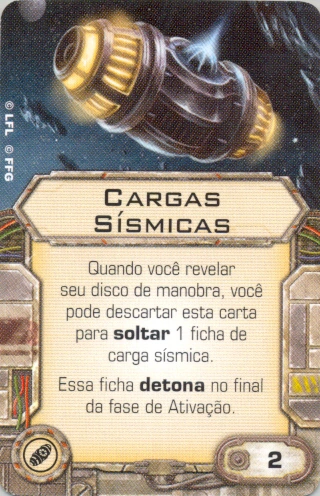 © LFL © FFG
CARGAS
SÍSMICAS
Quando você revelar
seu disco de manobra, você
pode descartar esta carta
para soltar 1 ficha de
carga sísmica.
Essa ficha detona no final
da fase de Ativação.
2